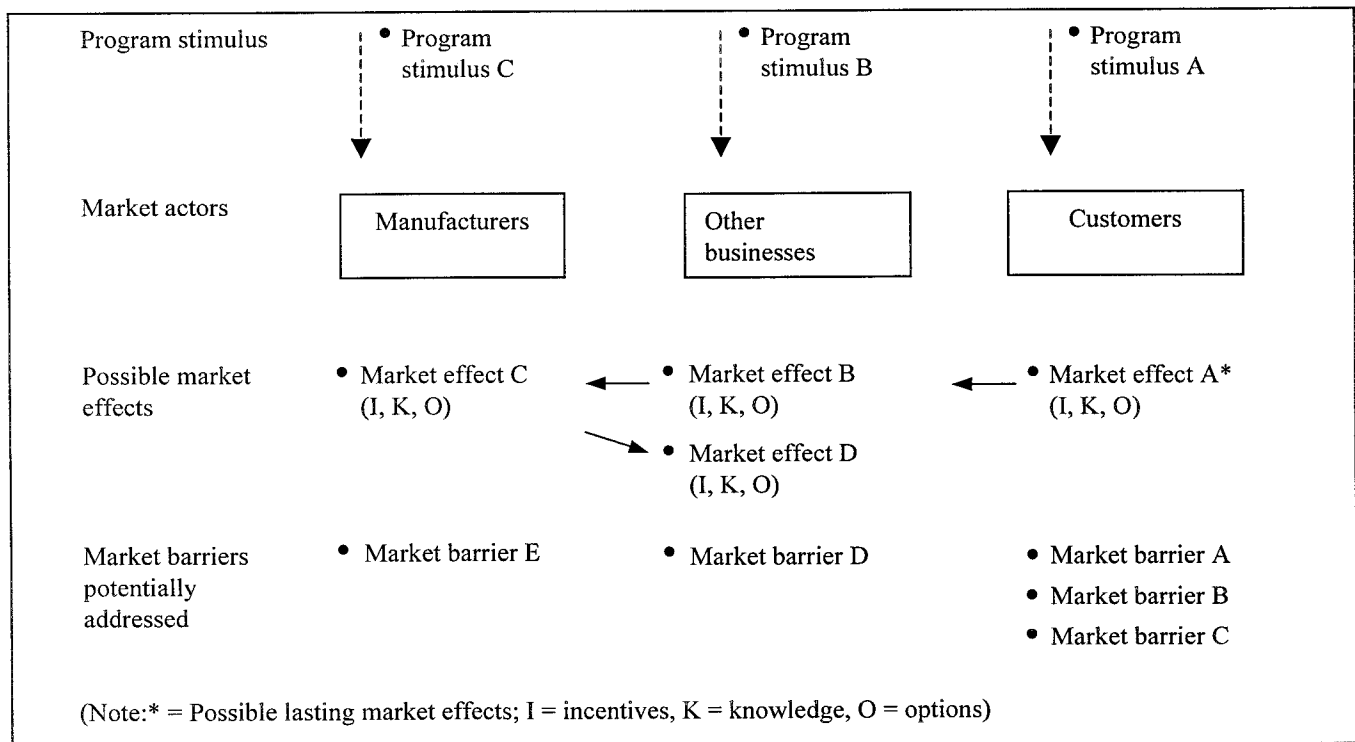 Program stimulus
• Program
stimulus C
• Program
stimulus B
• Program
stimulus A
Market actors
Manufacturers
Other
businesses
Customers
Possible market
effects
• Market effect C
(I, K, O)
• Market effect B
(I, K, O)
• Market effect A*
(I, K, O)
• Market effect D
(I, K, O)
Market barriers
potentially
addressed
• Market barrier E
• Market barrier D
• Market barrier A
• Market barrier B
• Market barrier C
(Note:* = Possible lasting market effects; I = incentives, K = knowledge, O = options)